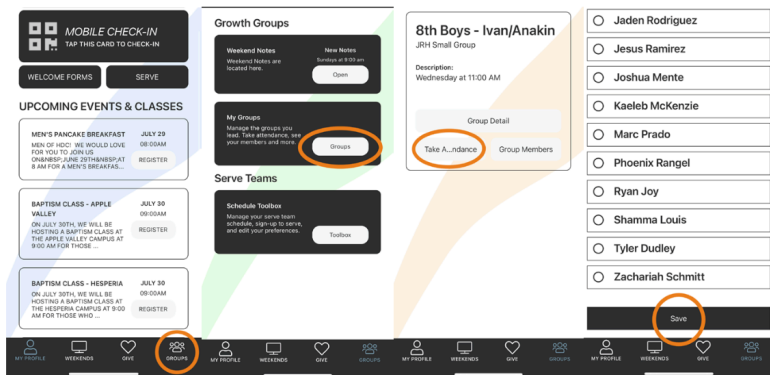 MOBILE CHECK-IN
TAP THIS CARD TO CHECK-IN
WELCOME FORMS
SERVE
UPCOMING EVENTS & CLASSES
MEN'S PANCAKE BREAKFAST
JULY 29
08:00AM
MEN OF HDC! WE WOULD LOVE
FOR YOU TO JOIN US
ON&NBSP;JUNE 29TH&NBSP;AT
8 AM FOR A MEN'S BREAKFAS...
REGISTER
BAPTISM CLASS - APPLE
VALLEY
JULY 30
09:00AM
ON JULY 30TH, WE WILL BE
HOSTING A BAPTISM CLASS AT
THE APPLE VALLEY CAMPUS AT
9:00 AM FOR THOSE ...
REGISTER
BAPTISM CLASS - HESPERIA
JULY 30
09:00AM
ON JULY 30TH, WE WILL BE
HOSTING A BAPTISM CLASS AT
THE HESPERIA CAMPUS AT 9:00
AM FOR THOSE WHO ...
REGISTER
MY PROFILE
WEEKENDS
GIVE
GROUPS
Growth Groups
Weekend Notes
Weekend Notes are
located here.
New Notes
Sundays at 9:00 am
Open
My Groups
Manage the groups you
lead. Take attendance, see
your members and more.
Groups
Serve Teams
Schedule Toolbox
Manage your serve team
schedule, sign-up to serve,
and edit your preferences.
Toolbox
MY PROFILE
WEEKENDS
GIVE
GROUPS
8th Boys - Ivan/Anakin
JRH Small Group
Description:
Wednesday at 11:00 AM
Group Detail
Take A...ndance
Group Members
MY PROFILE
WEEKENDS
GIVE
GROUPS
Jaden Rodriguez
Jesus Ramirez
Joshua Mente
Kaeleb McKenzie
Marc Prado
Phoenix Rangel
Ryan Joy
Shamma Louis
Tyler Dudley
Zachariah Schmitt
Save
MY PROFILE
WEEKENDS
GIVE
GROUPS